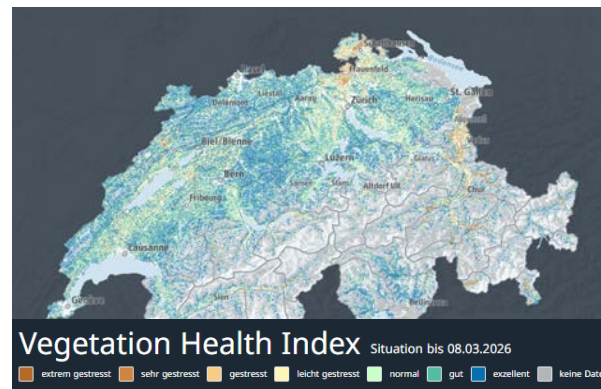 Schaffhausen
Bodensee
Basel
Frauenfeld
Liestal
St. Gallen
Delémont
Aarau
Zürich
Herisau
Appenzell
Vaduz
Biel/Bienne
Luzern
Glarus
Bern
Sarnen
Stans
Altdorf UR
Chur
Fribourg
Lausanne
Sion
Bellinzona
Genève
Vegetation Health Index Situation bis 08.03.2026
extrem gestresst sehr gestresst gestresst leicht gestresst normal gut exzellent keine Date